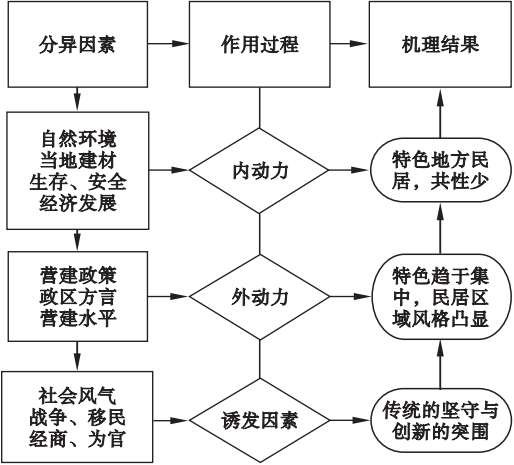 分异因素
作用过程
机理结果
自然环境
当地建材
生存、安全
经济发展
内动力
特色地方民
居，共性少
营建政策
政区方言
营建水平
外动力
特色趋于集
中，民居区
域风格凸显
社会风气
战争、移民
经商、为官
诱发因素
传统的坚守与
创新的突围